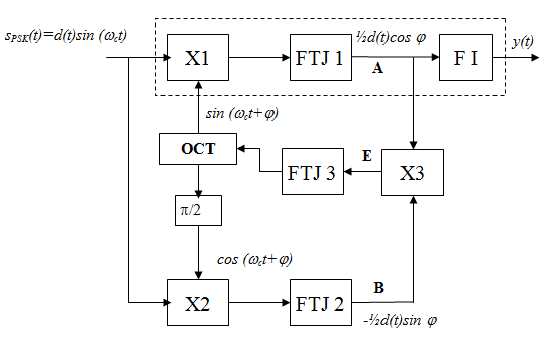 s_PSK(t)=d(t)sin (ω_ct)
½d(t)cos φ
y(t)
X1
FTJ 1
A
F I
sin (ω_ct+φ)
OCT
E
FTJ 3
X3
π/2
cos (ω_ct+φ)
X2
FTJ 2
B
-½d(t)sin φ